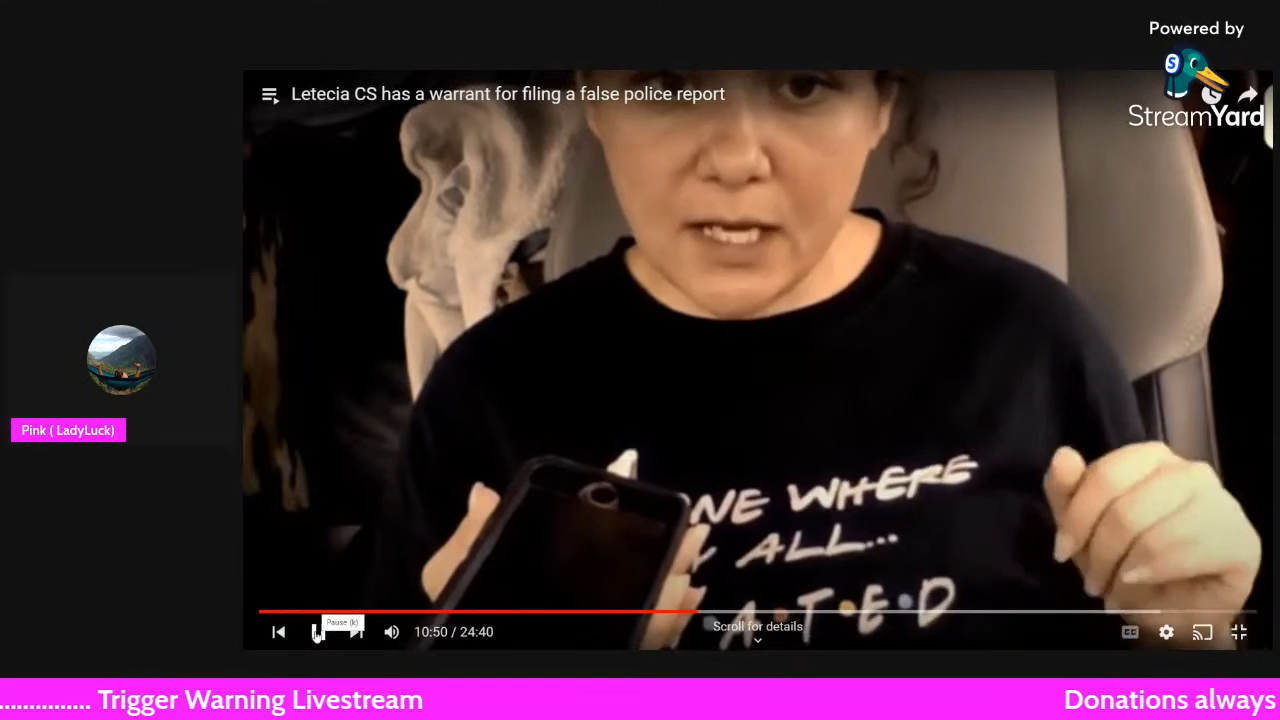 Powered by
StreamYard
Letecia CS has a warrant for filing a false police report
Pink ( LadyLuck)
NE WHERE
ALL...
A•T•E•D
Pause (k)
10:50 / 24:40
Scroll for details
CC
............... Trigger Warning Livestream
Donations always